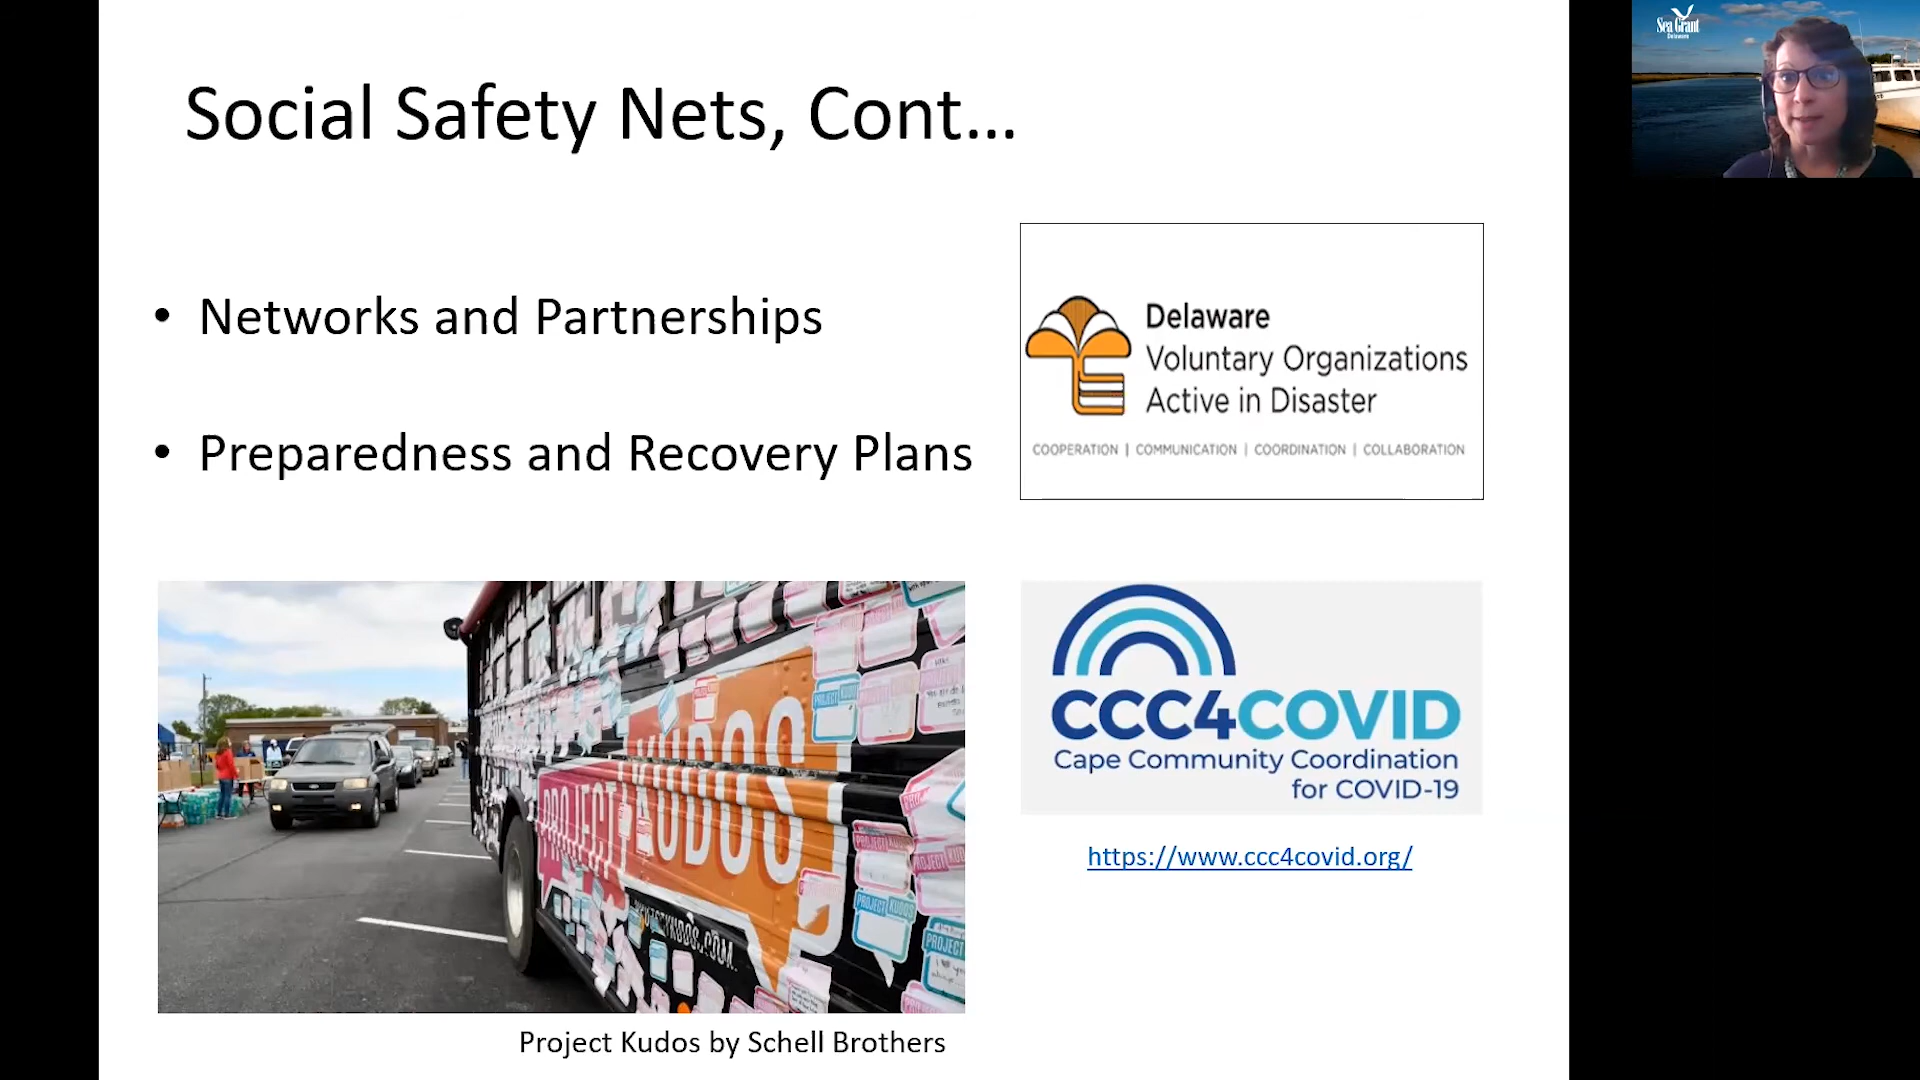 Social Safety Nets, Cont...
Sea Grant
Delaware
• Networks and Partnerships
• Preparedness and Recovery Plans
Delaware
Voluntary Organizations
Active in Disaster
COOPERATION | COMMUNICATION | COORDINATION | COLLABORATION
PROJECT KUDOS
CCC4COVID
Cape Community Coordination
for COVID-19
https://www.ccc4covid.org/
Project Kudos by Schell Brothers